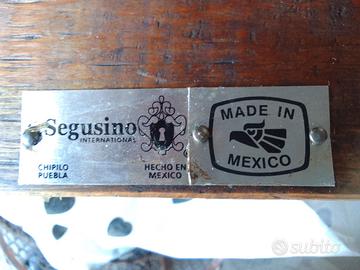 Segusino
INTERNATIONAL
CHIPILO
PUEBLA
HECHO EN
MEXICO
MADE IN
MEXICO
subito